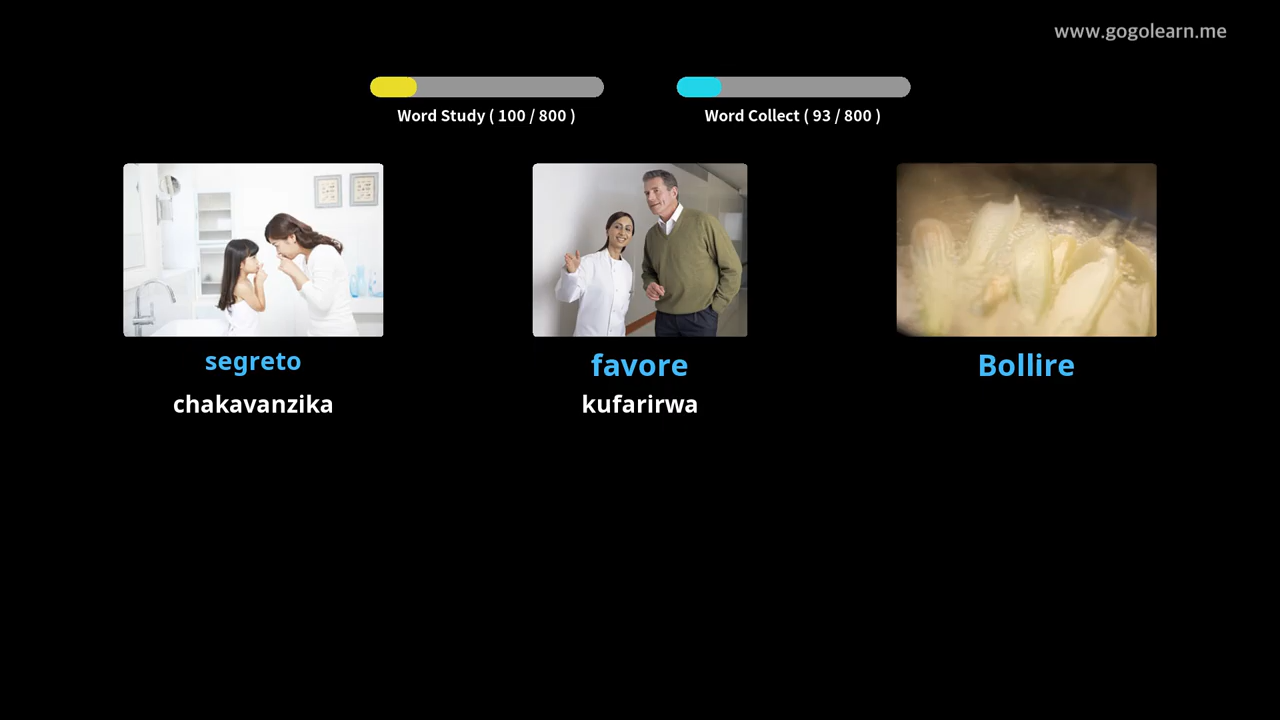 www.gogolearn.me
Word Study ( 100 / 800 )
Word Collect ( 93 / 800 )
segreto
favore
Bollire
chakavanzika
kufarirwa